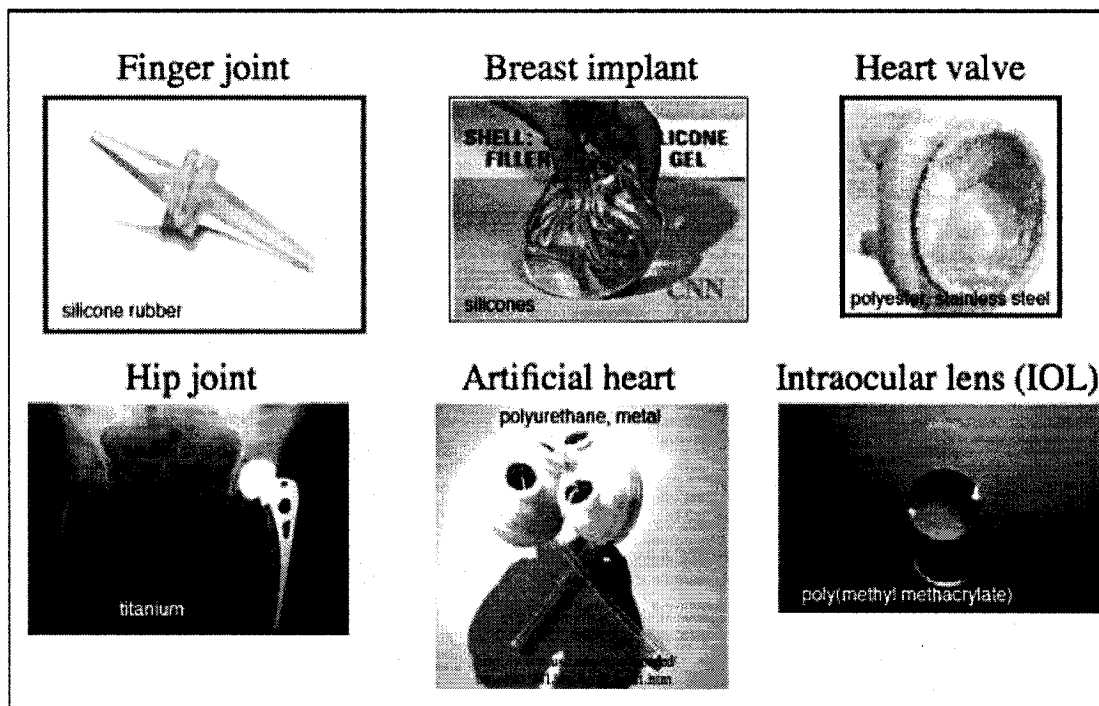 Finger joint
Breast implant
Heart valve
SHELL:
LICONE
FILLER
GEL
silicone rubber
silicones
CNN
polyester, stainless steel
Hip joint
Artificial heart
Intraocular lens (IOL)
polyurethane, metal
titanium
poly(methyl methacrylate)